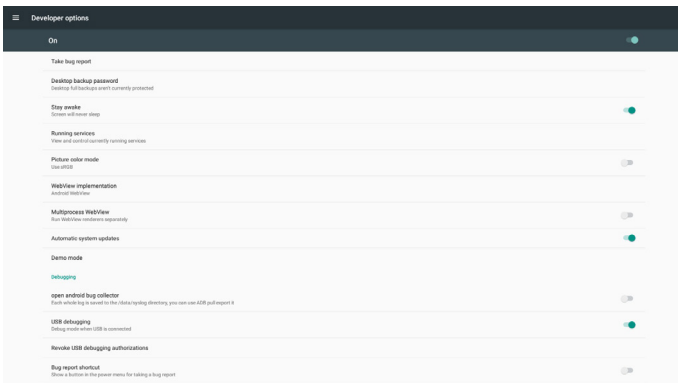 Developer options
On
Take bug report
Desktop backup password
Desktop full backups aren't currently protected
Stay awake
Screen will never sleep
Running services
View and control currently running services
Picture color mode
Use sRGB
WebView implementation
Android WebView
Multiprocess WebView
Run WebView renderers separately
Automatic system updates
Demo mode
Debugging
open android bug collector
Each whole log is saved to the /data/syslog directory, you can use ADB pull export it
USB debugging
Debug mode when USB is connected
Revoke USB debugging authorizations
Bug report shortcut
Show a button in the power menu for taking a bug report